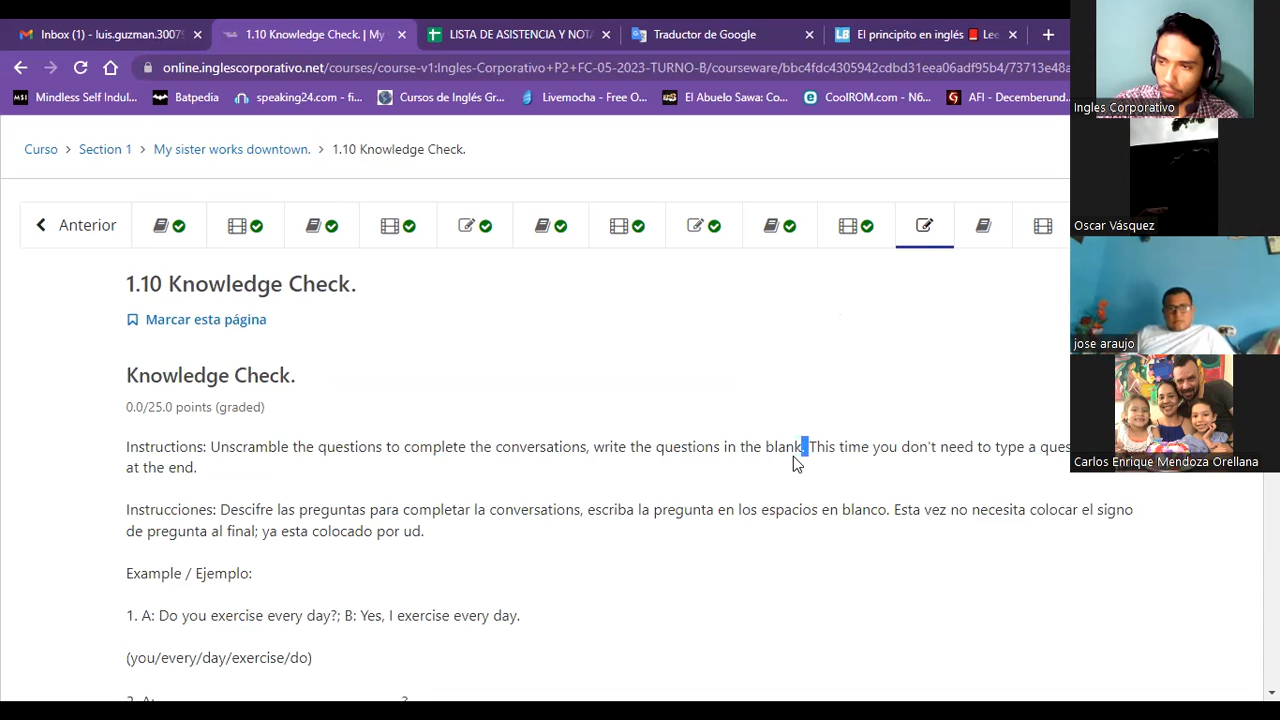 Inbox (1) - luis.guzman.3007
1.10 Knowledge Check. | My
LISTA DE ASISTENCIA Y NOTA
Traductor de Google
El principito en inglés
Lee
online.inglescorporativo.net/courses/course-v1:Ingles-Corporativo+P2+FC-05-2023-TURNO-B/courseware/bbc4fdc4305942cdbd31eea06adf95b4/73713e48a
Mindless Self Indul...
Batpedia
speaking24.com - fi...
Cursos de Inglés Gr...
Livemocha - Free O...
El Abuelo Sawa: Co...
CoolROM.com - N6...
AFI - Decemberund...
Ingles Corporativo
Oscar Vásquez
jose araujo
Carlos Enrique Mendoza Orellana
Curso > Section 1 > My sister works downtown. > 1.10 Knowledge Check.
Anterior
1.10 Knowledge Check.
Marcar esta página
Knowledge Check.
0.0/25.0 points (graded)
Instructions: Unscramble the questions to complete the conversations, write the questions in the blank. This time you don't need to type a ques
at the end.
Instrucciones: Descifre las preguntas para completar la conversations, escriba la pregunta en los espacios en blanco. Esta vez no necesita colocar el signo
de pregunta al final; ya esta colocado por ud.
Example / Ejemplo:
1. A: Do you exercise every day?; B: Yes, I exercise every day.
(you/every/day/exercise/do)
2. A: ?